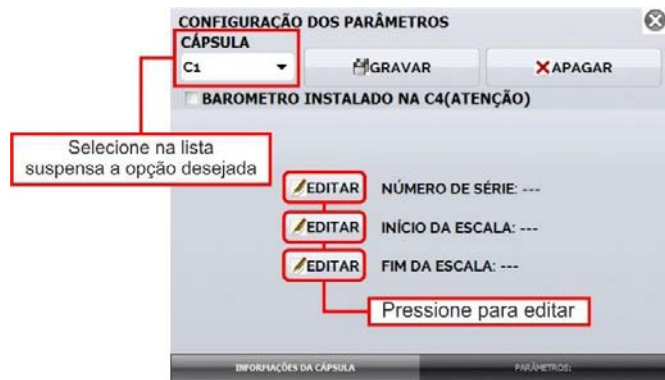 CONFIGURAÇÃO DOS PARÂMETROS
CÁPSULA
C1
GRAVAR
APAGAR
BAROMETRO INSTALADO NA C4(ATENÇÃO)
Selecione na lista
suspensa a opção desejada
EDITAR NÚMERO DE SÉRIE: ---
EDITAR INÍCIO DA ESCALA: ---
EDITAR FIM DA ESCALA: ---
Pressione para editar
INFORMAÇÕES DA CÁPSULA
PARÂMETROS: